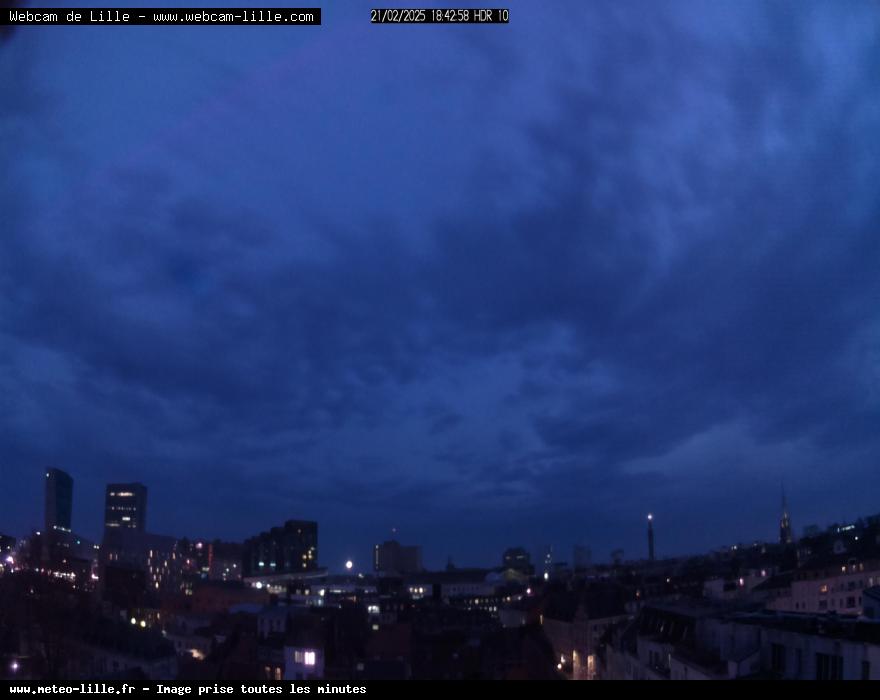 Webcam de Lille - www.webcam-lille.com
21/02/2025 18:42:58 HDR 10
www.meteo-lille.fr - Image prise toutes les minutes